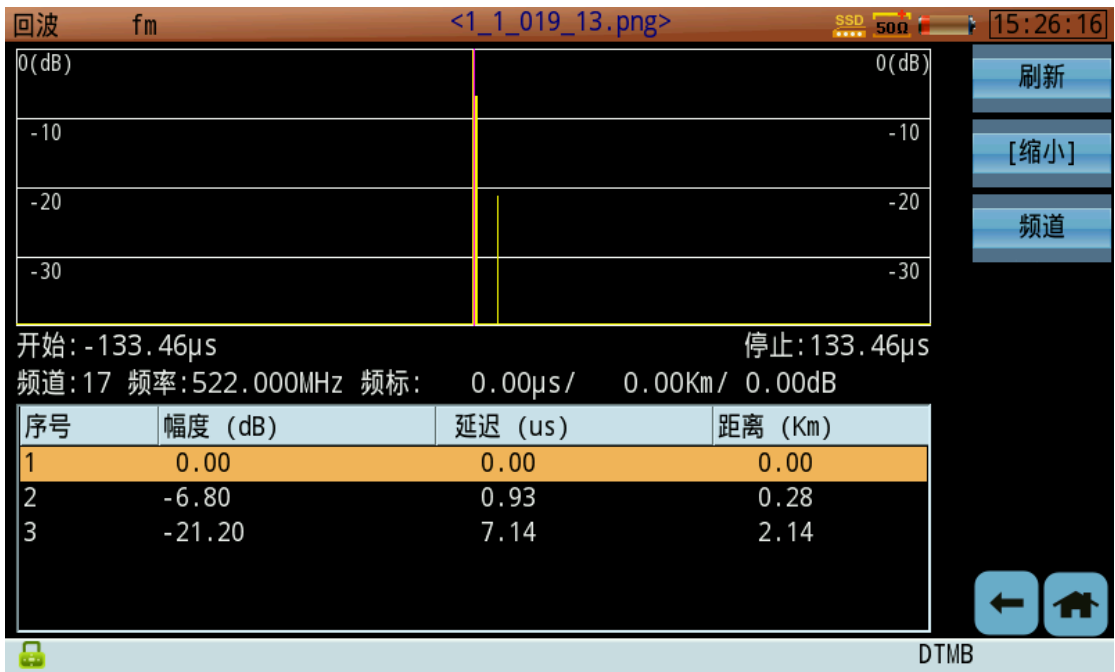 回波 fm <1_1_019_13.png> SSD 50Ω 15:26:16
0(dB) 0(dB)
-10 -10
-20 -20
-30 -30
刷新
[缩小]
频道
开始:-133.46µs 停止:133.46µs
频道:17 频率:522.000MHz 频标: 0.00µs/ 0.00Km/ 0.00dB
序号 幅度 (dB) 延迟 (us) 距离 (Km)
1 0.00 0.00 0.00
2 -6.80 0.93 0.28
3 -21.20 7.14 2.14
DTMB